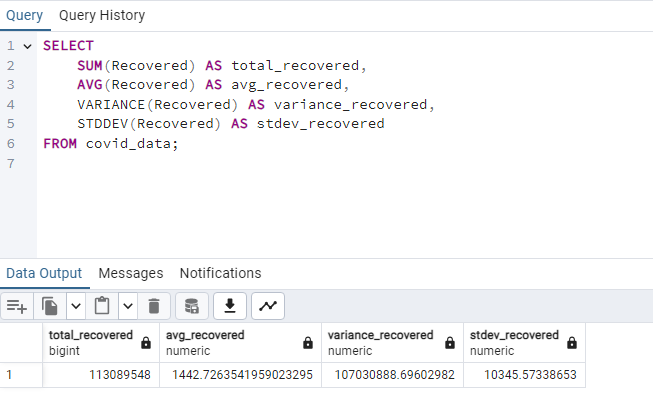 Query Query History
1 SELECT
2 SUM(Recovered) AS total_recovered,
3 AVG(Recovered) AS avg_recovered,
4 VARIANCE(Recovered) AS variance_recovered,
5 STDDEV(Recovered) AS stdev_recovered
6 FROM covid_data;
7
Data Output Messages Notifications
total_recovered avg_recovered variance_recovered stdev_recovered
bigint numeric numeric numeric
1 113089548 1442.7263541959023295 107030888.69602982 10345.57338653